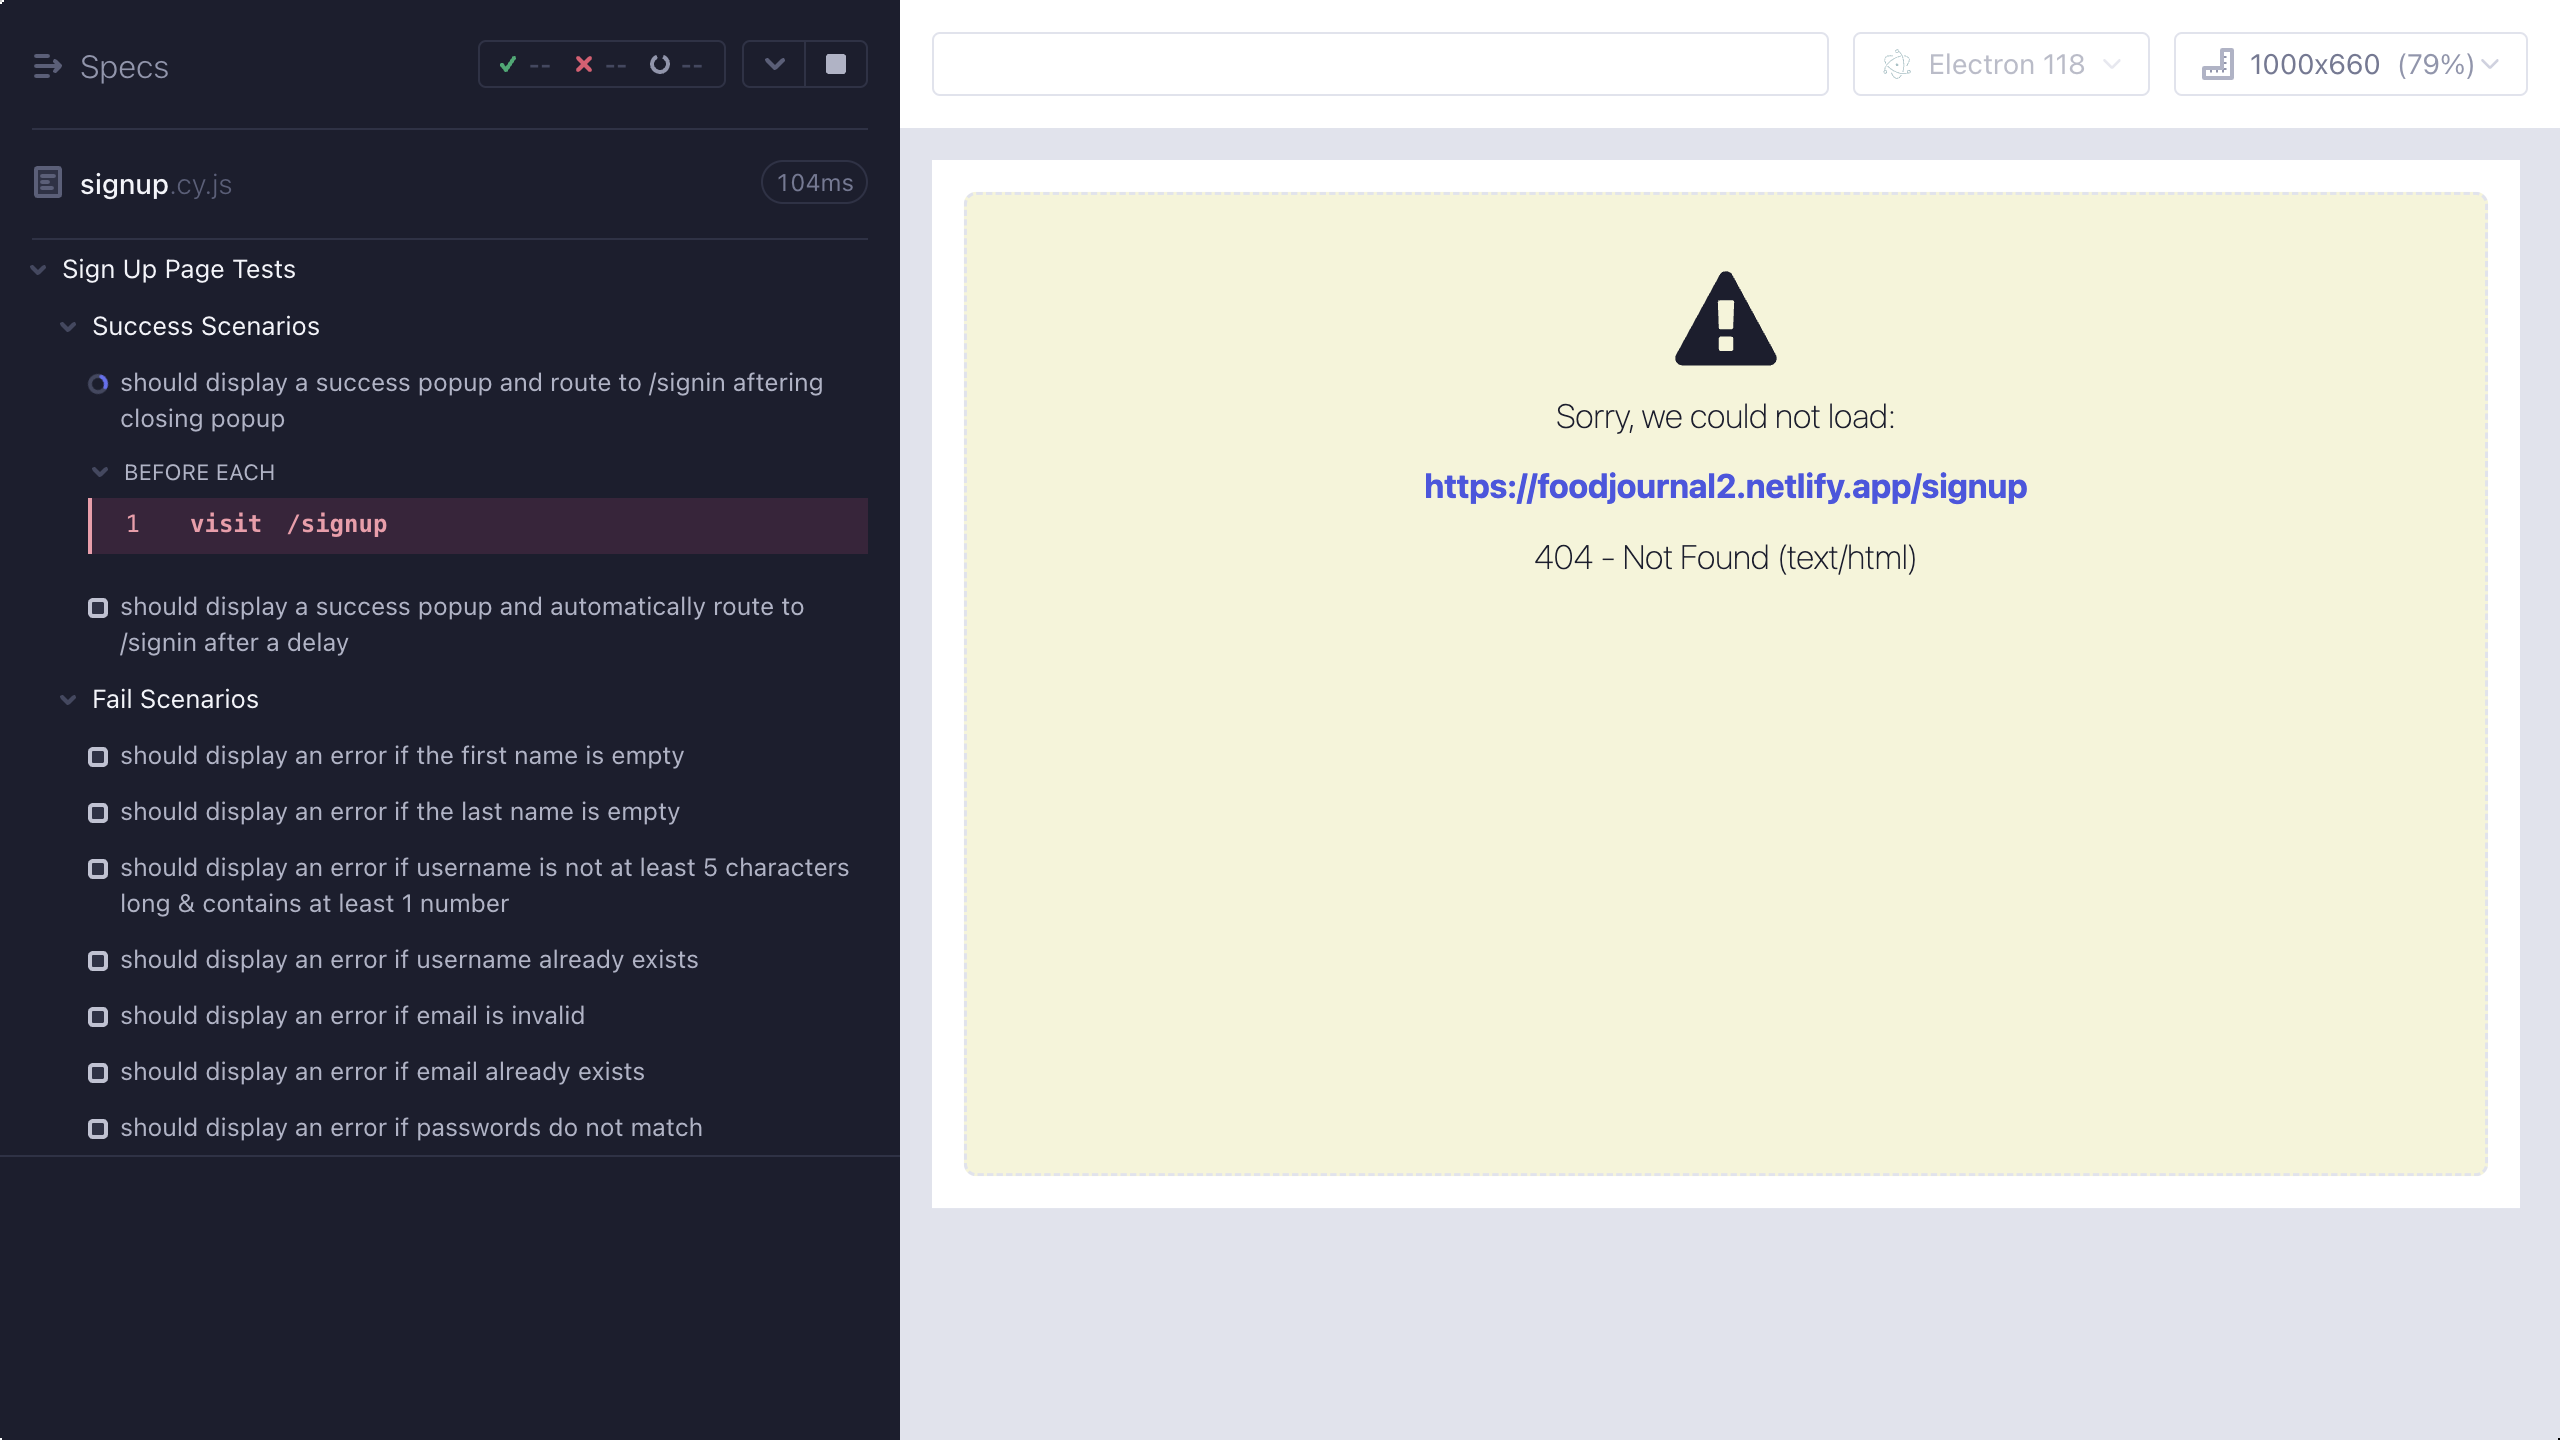 Specs
-- -- --
signup.cy.js
104ms
Sign Up Page Tests
Success Scenarios
should display a success popup and route to /signin aftering
closing popup
BEFORE EACH
1 visit /signup
should display a success popup and automatically route to
/signin after a delay
Fail Scenarios
should display an error if the first name is empty
should display an error if the last name is empty
should display an error if username is not at least 5 characters
long & contains at least 1 number
should display an error if username already exists
should display an error if email is invalid
should display an error if email already exists
should display an error if passwords do not match
Electron 118
1000x660 (79%)
Sorry, we could not load:
https://foodjournal2.netlify.app/signup
404 - Not Found (text/html)